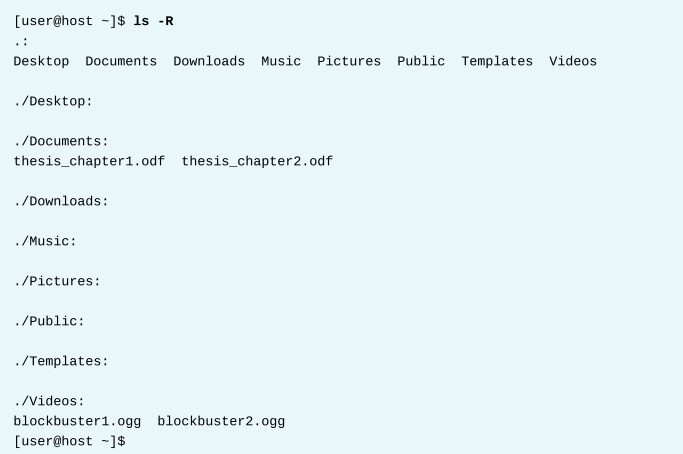 [user@host ~]$ ls -R
.:
Desktop  Documents  Downloads  Music  Pictures  Public  Templates  Videos
./Desktop:
./Documents:
thesis_chapter1.odf  thesis_chapter2.odf
./Downloads:
./Music:
./Pictures:
./Public:
./Templates:
./Videos:
blockbuster1.ogg  blockbuster2.ogg
[user@host ~]$